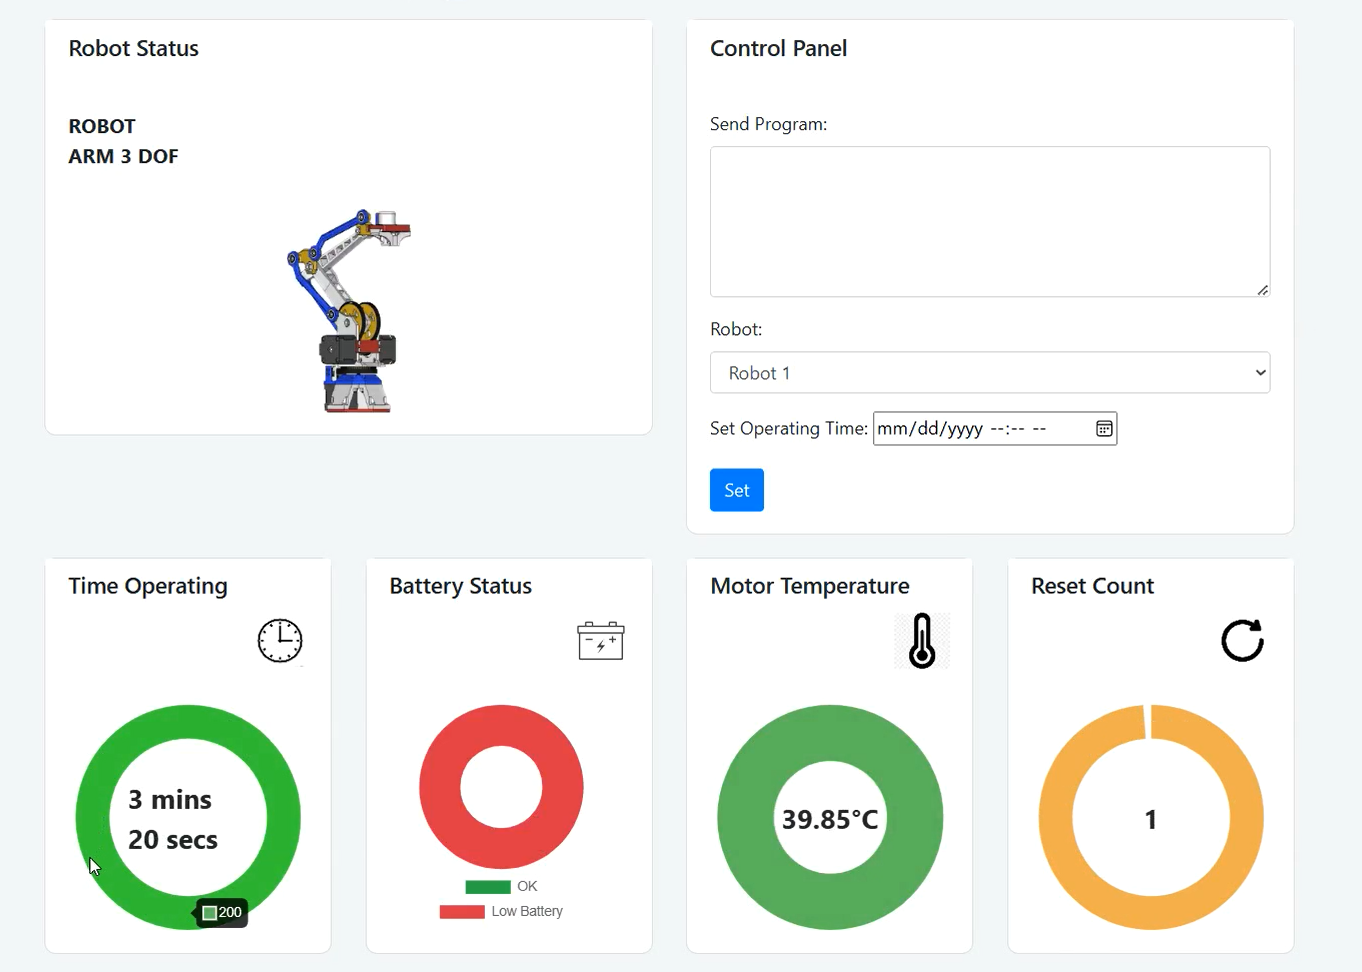 Robot Status
ROBOT
ARM 3 DOF
Control Panel
Send Program:
Robot:
Robot 1
Set Operating Time: mm/dd/yyyy --:-- --
Set
Time Operating
3 mins
20 secs
200
Battery Status
OK
Low Battery
Motor Temperature
39.85°C
Reset Count
1